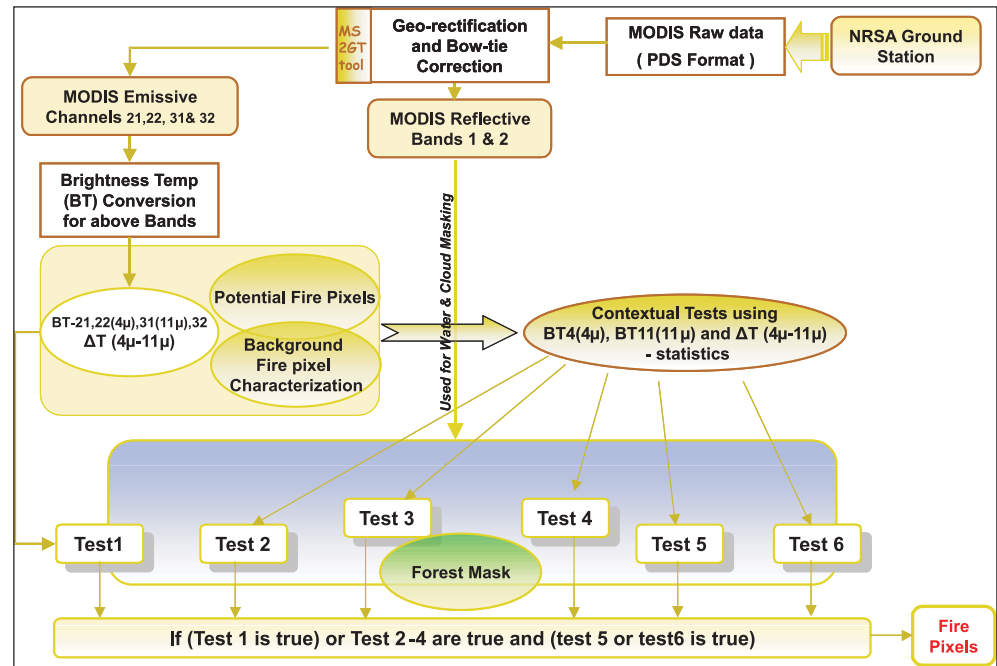 MS
2GT
tool
Geo-rectification
and Bow-tie
Correction
MODIS Raw data
( PDS Format )
NRSA Ground
Station
MODIS Emissive
Channels 21,22, 31& 32
MODIS Reflective
Bands 1 & 2
Brightness Temp
(BT) Conversion
for above Bands
Used for Water & Cloud Masking
BT-21,22(4µ),31(11µ),32
ΔT (4µ-11µ)
Potential Fire Pixels
Background
Fire pixel
Characterization
Contextual Tests using
BT4(4µ), BT11(11µ) and ΔT (4µ-11µ)
- statistics
Test1
Test 2
Test 3
Test 4
Test 5
Test 6
Forest Mask
If (Test 1 is true) or Test 2-4 are true and (test 5 or test6 is true)
Fire
Pixels